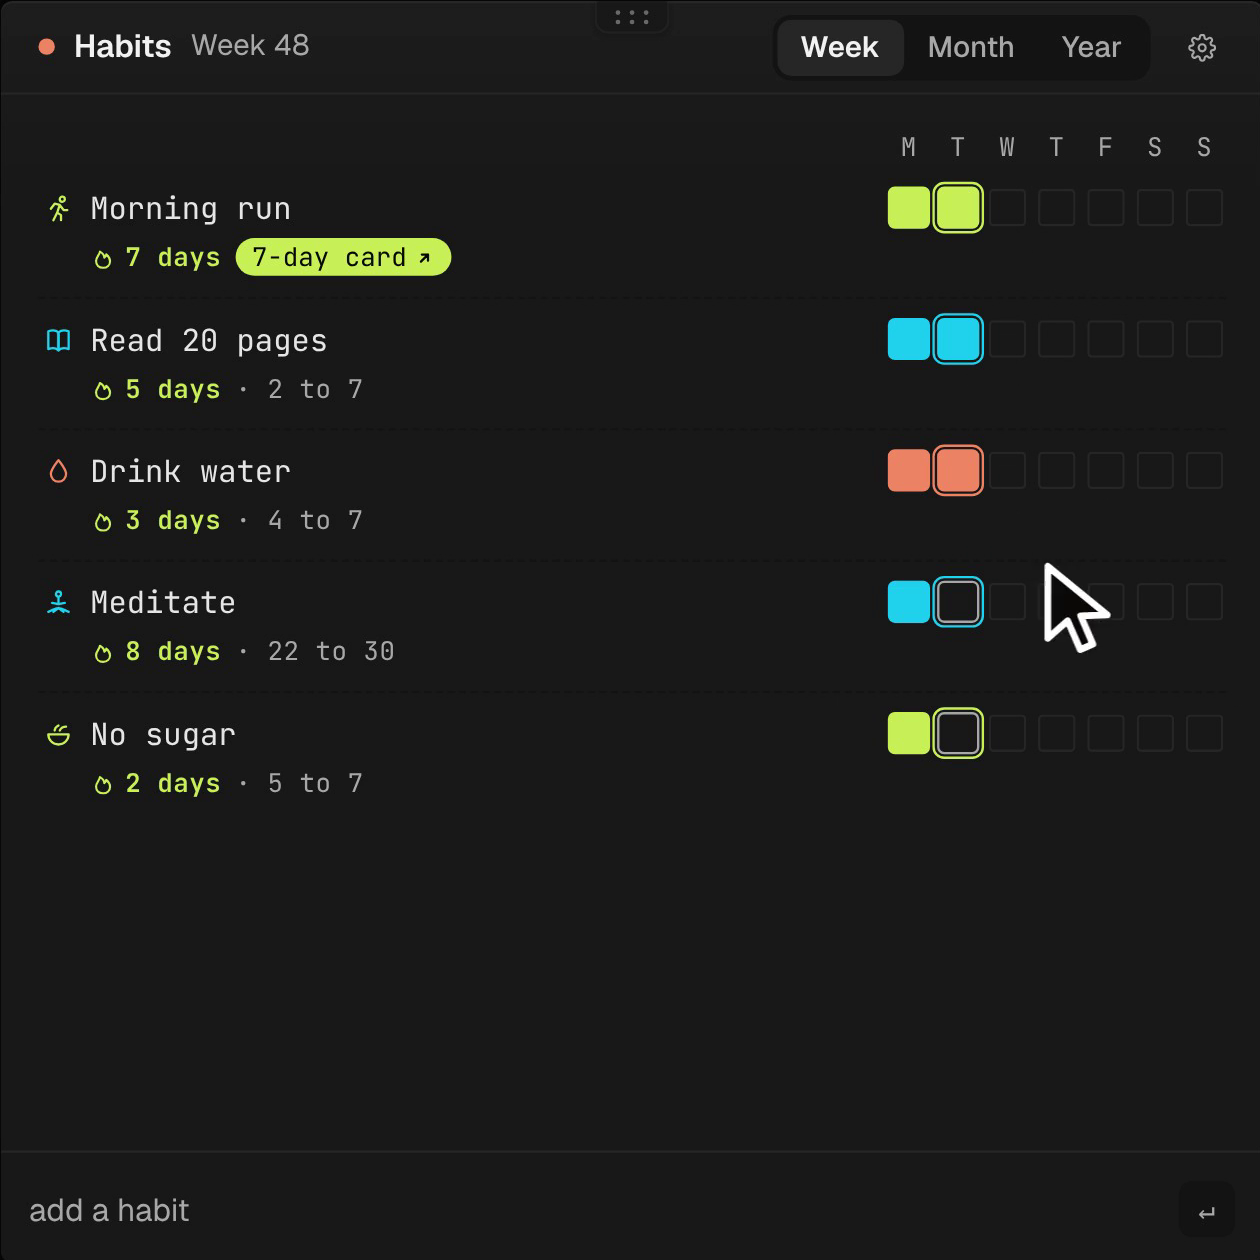 Habits Week 48 Week Month Year
M T W T F S S
Morning run
7 days 7-day card ↗
Read 20 pages
5 days · 2 to 7
Drink water
3 days · 4 to 7
Meditate
8 days · 22 to 30
No sugar
2 days · 5 to 7
add a habit ↵